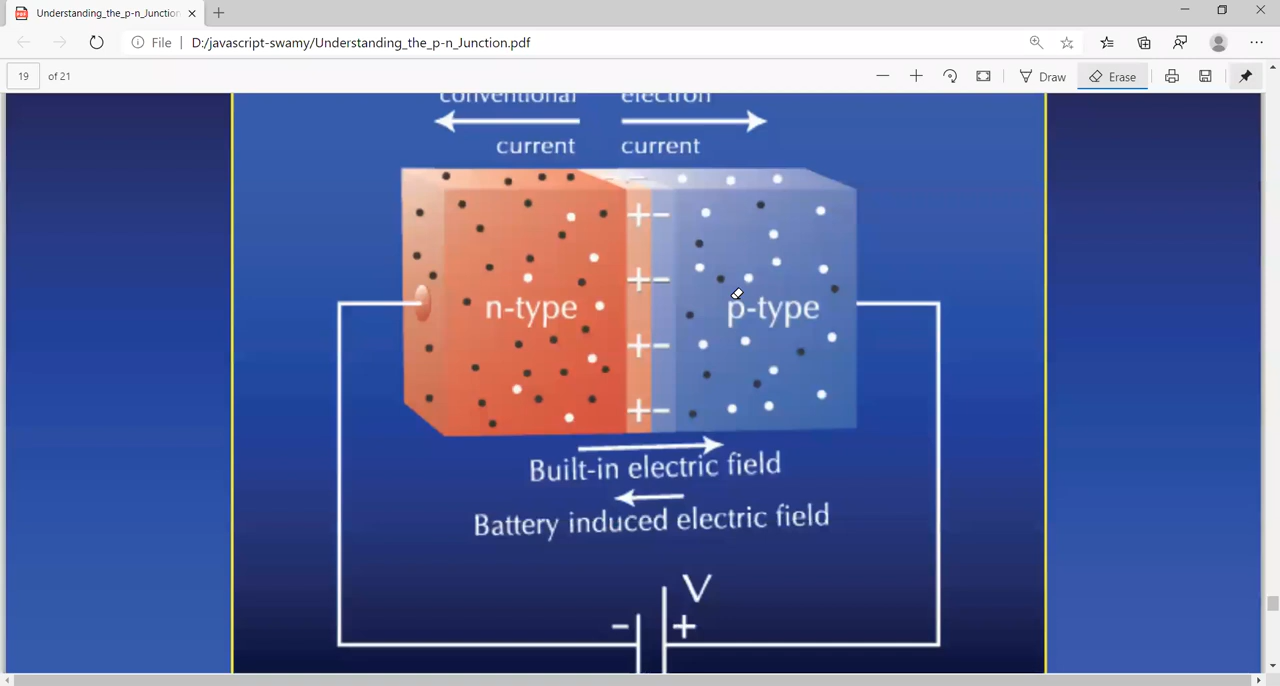 Understanding_the_p-n_Junction
File D:/javascript-swamy/Understanding_the_p-n_Junction.pdf
19 of 21 Draw Erase
conventional electron
current current
+− 
+−
n-type p-type
+−
+−
Built-in electric field
Battery induced electric field
V
− +